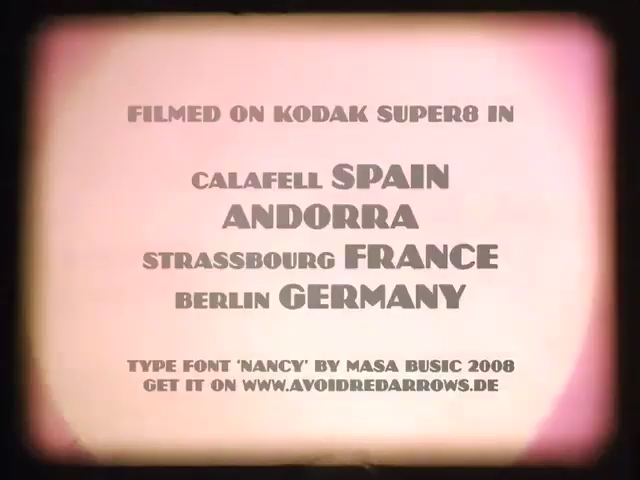 FILMED ON KODAK SUPER8 IN
CALAFELL SPAIN
ANDORRA
STRASSBOURG FRANCE
BERLIN GERMANY
TYPE FONT 'NANCY' BY MASA BUSIC 2008
GET IT ON WWW.AVOIDREDARROWS.DE